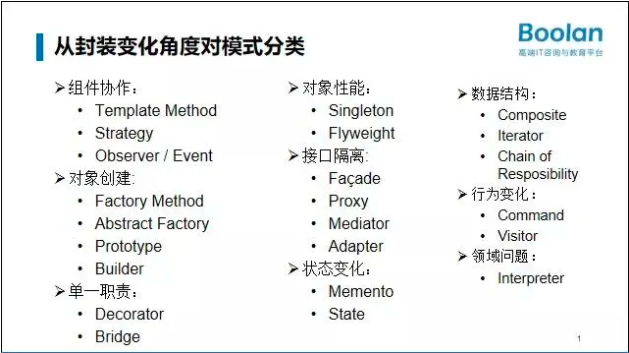 从封装变化角度对模式分类
Boolan
高端IT咨询与教育平台
➢组件协作：
• Template Method
• Strategy
• Observer / Event
➢对象创建:
• Factory Method
• Abstract Factory
• Prototype
• Builder
➢单一职责：
• Decorator
• Bridge
➢对象性能：
• Singleton
• Flyweight
➢接口隔离:
• Façade
• Proxy
• Mediator
• Adapter
➢状态变化：
• Memento
• State
➢数据结构：
• Composite
• Iterator
• Chain of
Resposibility
➢行为变化：
• Command
• Visitor
➢领域问题：
• Interpreter
1